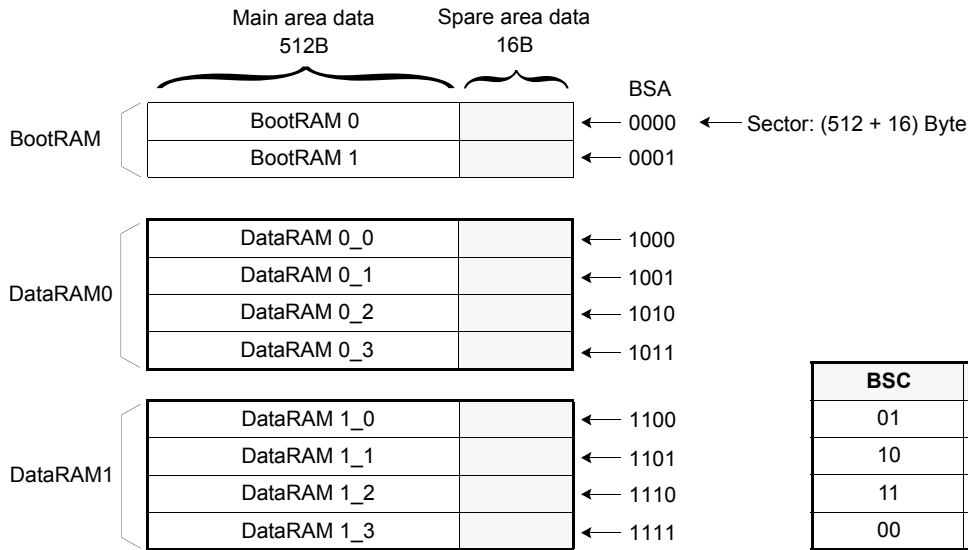 Main area data Spare area data
512B 16B
BSA
BootRAM
BootRAM 0 0000 Sector: (512 + 16) Byte
BootRAM 1 0001
DataRAM0
DataRAM 0_0 1000
DataRAM 0_1 1001
DataRAM 0_2 1010
DataRAM 0_3 1011
DataRAM1
DataRAM 1_0 1100
DataRAM 1_1 1101
DataRAM 1_2 1110
DataRAM 1_3 1111
BSC
01
10
11
00